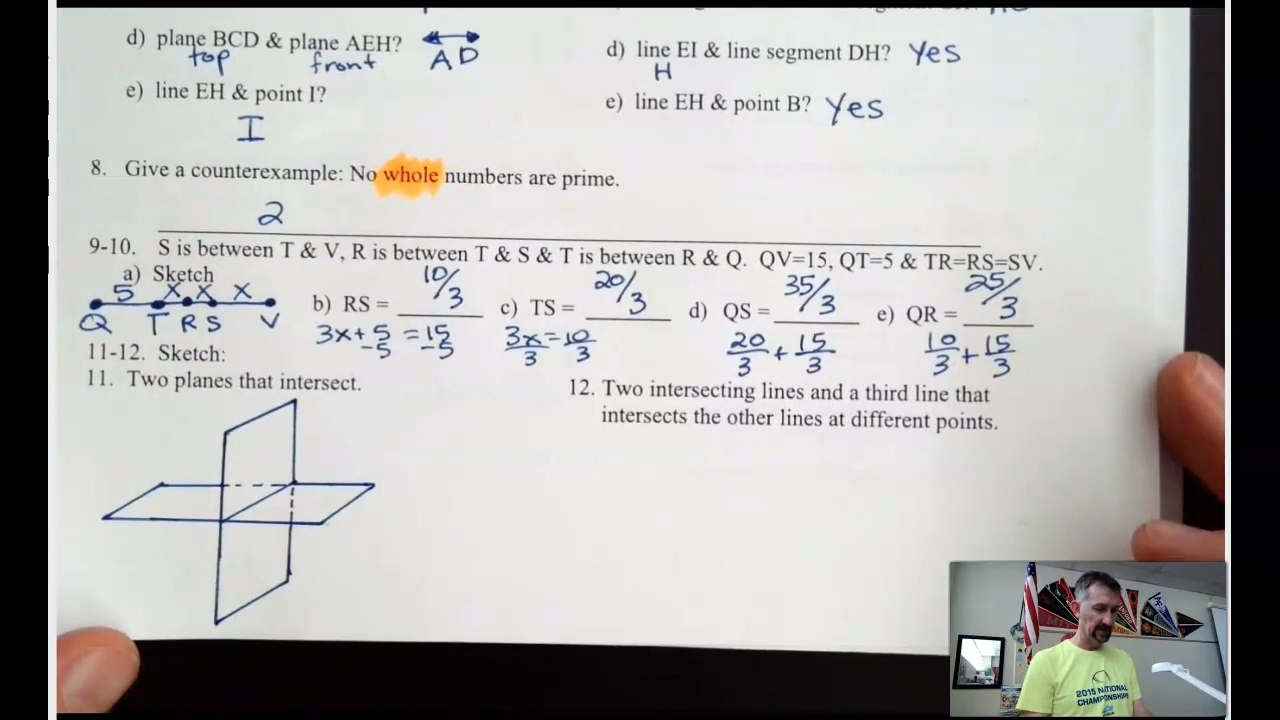 d) plane BCD & plane AEH? A D
top front
e) line EH & point I?
I
d) line EI & line segment DH? Yes
H
e) line EH & point B? Yes
8. Give a counterexample: No whole numbers are prime.
2
9-10. S is between T & V, R is between T & S & T is between R & Q. QV=15, QT=5 & TR=RS=SV.
a) Sketch
5 x x x
Q T R S V
b) RS = 10/3
3x+5=15
-5 -5
c) TS = 20/3
3x=10
3 3
d) QS = 35/3
20/3 + 15/3
e) QR = 25/3
10/3 + 15/3
11-12. Sketch:
11. Two planes that intersect.
12. Two intersecting lines and a third line that
intersects the other lines at different points.
2015 NATIONAL
CHAMPIONSHIPS